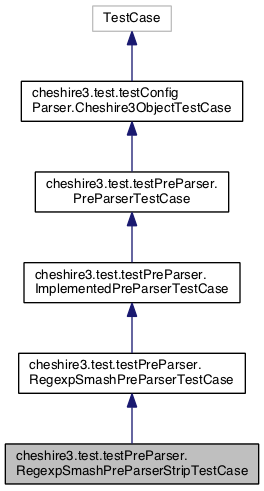 TestCase
cheshire3.test.testConfig
Parser.Cheshire3ObjectTestCase
cheshire3.test.testPreParser.
PreParserTestCase
cheshire3.test.testPreParser.
ImplementedPreParserTestCase
cheshire3.test.testPreParser.
RegexpSmashPreParserTestCase
cheshire3.test.testPreParser.
RegexpSmashPreParserStripTestCase